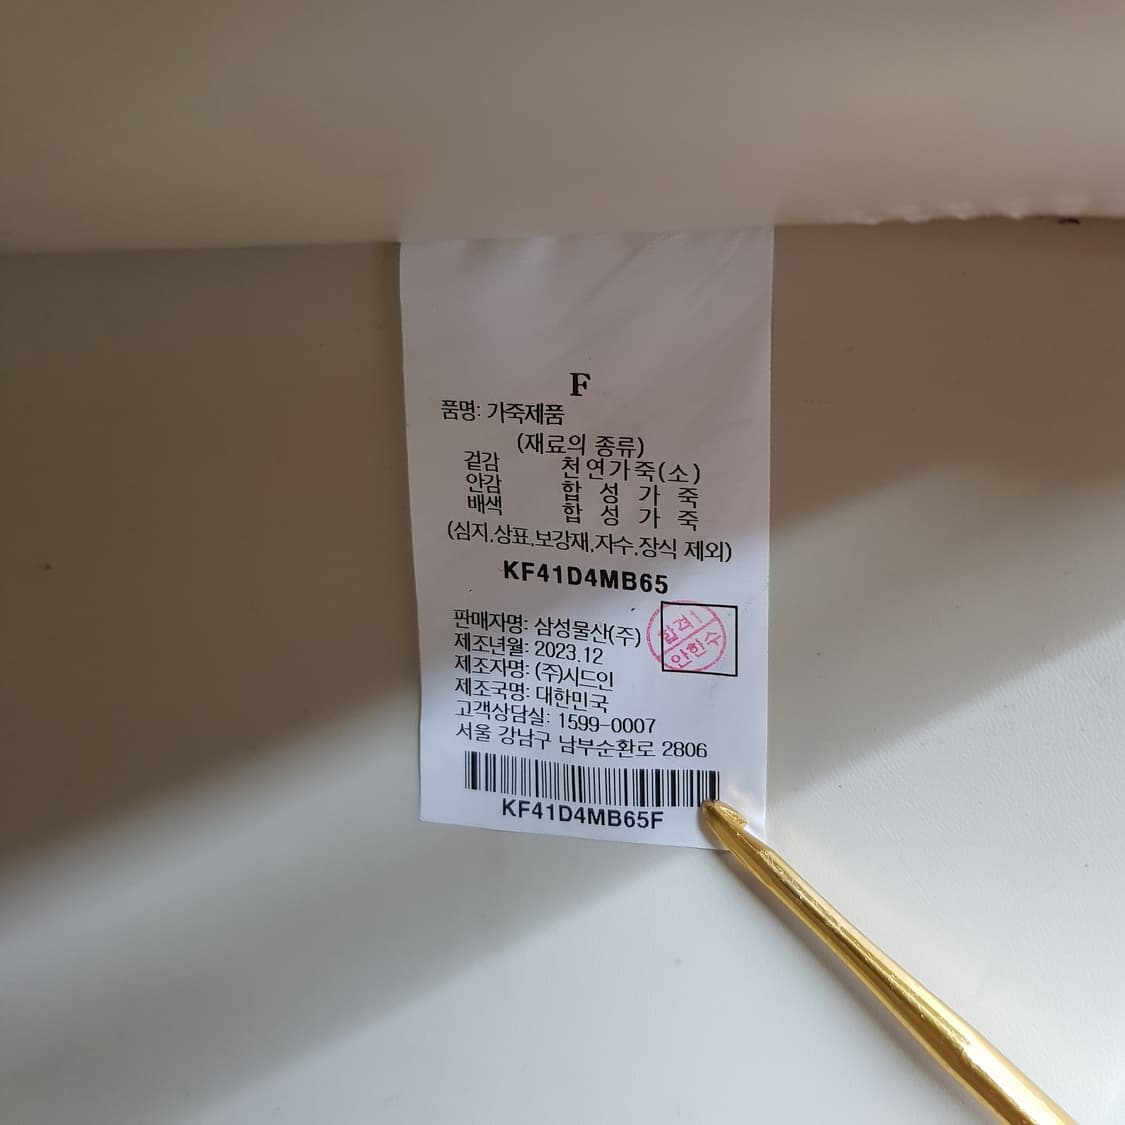 F
품명: 가죽제품
(재료의 종류)
겉감 천연가죽(소)
안감 합성가죽
배색 합성가죽
(심지,상표,보강재,자수,장식 제외)
KF41D4MB65
판매자명: 삼성물산(주)
제조년월: 2023.12
제조자명: (주)시드인
제조국명: 대한민국
고객상담실: 1599-0007
서울 강남구 남부순환로 2806
합격1
안한수
KF41D4MB65F